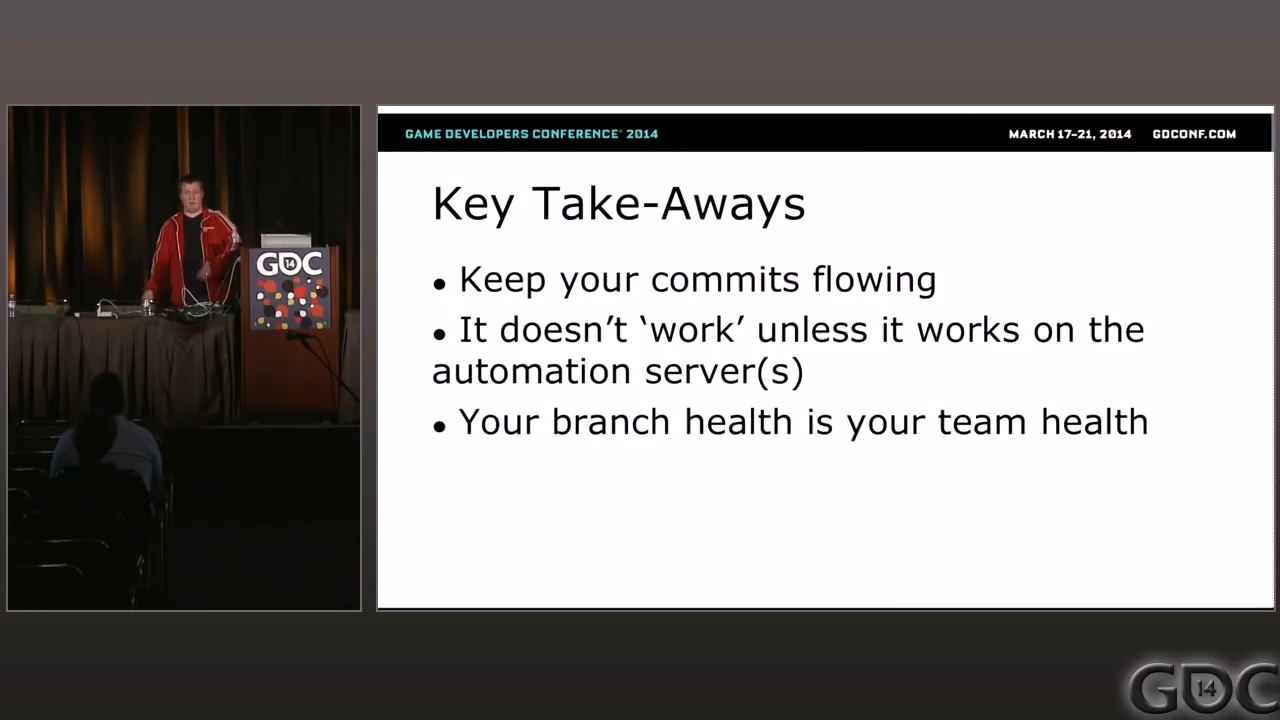 GAME DEVELOPERS CONFERENCE® 2014
MARCH 17-21, 2014 GDCONF.COM
Key Take-Aways
• Keep your commits flowing
• It doesn’t ‘work’ unless it works on the
automation server(s)
• Your branch health is your team health
GDC
14
GDC
14